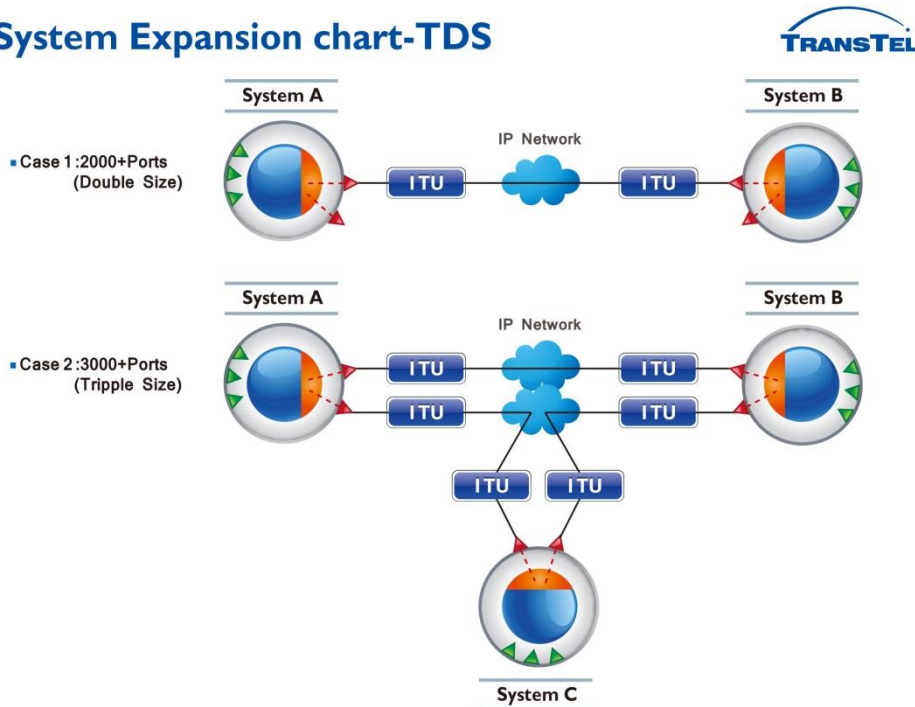 System Expansion chart-TDS
TRANSTEL
System A
System B
IP Network
Case 1:2000+Ports
(Double Size)
ITU
ITU
System A
System B
IP Network
Case 2:3000+Ports
(Tripple Size)
ITU
ITU
ITU
ITU
ITU
ITU
System C